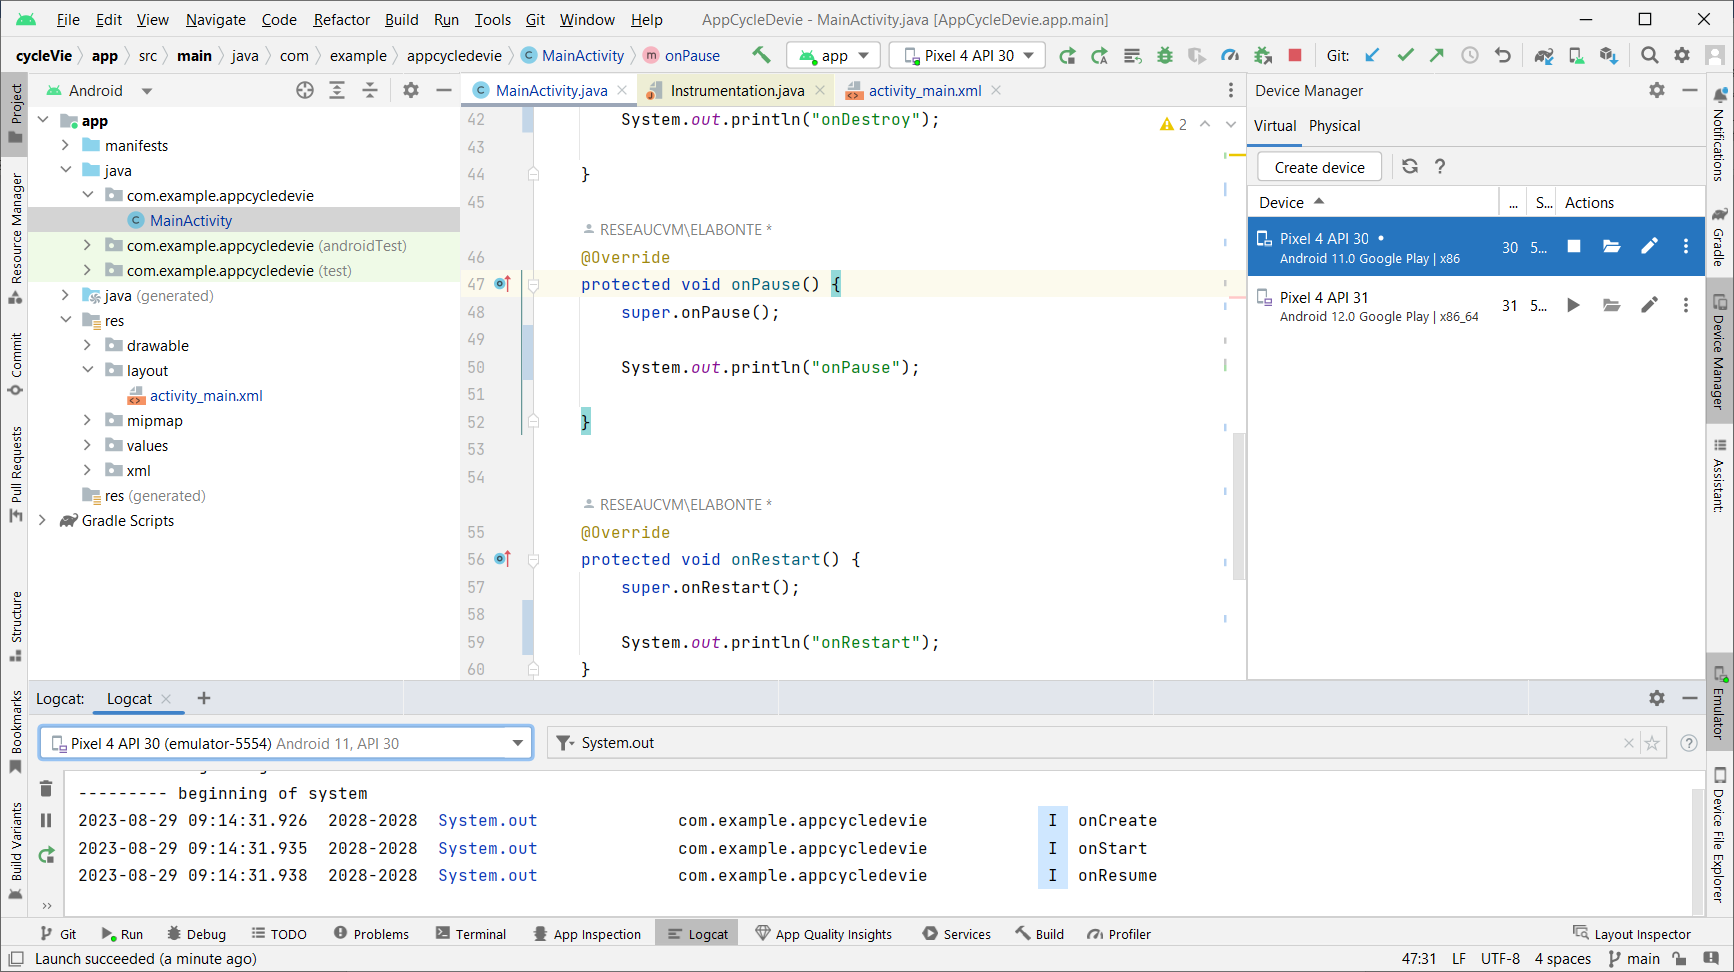 File Edit View Navigate Code Refactor Build Run Tools Git Window Help AppCycleDevie - MainActivity.java [AppCycleDevie.app.main]
cycleVie app src main java com example appcycledevie MainActivity onPause app Pixel 4 API 30 Git:
Android
app
manifests
java
com.example.appcycledevie
MainActivity
com.example.appcycledevie (androidTest)
com.example.appcycledevie (test)
java (generated)
res
drawable
layout
activity_main.xml
mipmap
values
xml
res (generated)
Gradle Scripts
Project
Resource Manager
Commit
Pull Requests
Structure
Bookmarks
Build Variants
MainActivity.java Instrumentation.java activity_main.xml
2
42 System.out.println("onDestroy");
43
44 }
45
RESEAUCVM\ELABONTE *
46 @Override
47 protected void onPause() {
48 super.onPause();
49
50 System.out.println("onPause");
51
52 }
53
54
RESEAUCVM\ELABONTE *
55 @Override
56 protected void onRestart() {
57 super.onRestart();
58
59 System.out.println("onRestart");
60 }
Device Manager
Virtual Physical
Create device ?
Device ... S... Actions
Pixel 4 API 30
Android 11.0 Google Play | x86
30 5...
Pixel 4 API 31
Android 12.0 Google Play | x86_64
31 5...
Notifications
Gradle
Device Manager
Assistant:
Emulator
Device File Explorer
Logcat: Logcat
Pixel 4 API 30 (emulator-5554) Android 11, API 30 System.out
--------- beginning of system
2023-08-29 09:14:31.926 2028-2028 System.out com.example.appcycledevie I onCreate
2023-08-29 09:14:31.935 2028-2028 System.out com.example.appcycledevie I onStart
2023-08-29 09:14:31.938 2028-2028 System.out com.example.appcycledevie I onResume
Git Run Debug TODO Problems Terminal App Inspection Logcat App Quality Insights Services Build Profiler Layout Inspector
Launch succeeded (a minute ago) 47:31 LF UTF-8 4 spaces main